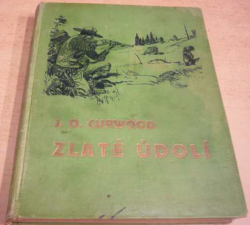 J. O. CURWOOD
ZLATÉ ÚDOLÍ